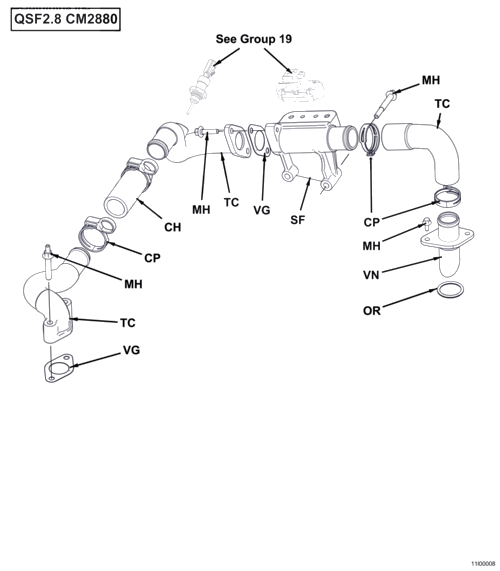 QSF2.8 CM2880
See Group 19
MH
TC
MH
TC
VG
SF
CH
CP
CP
MH
MH
VN
OR
TC
VG
11I00008